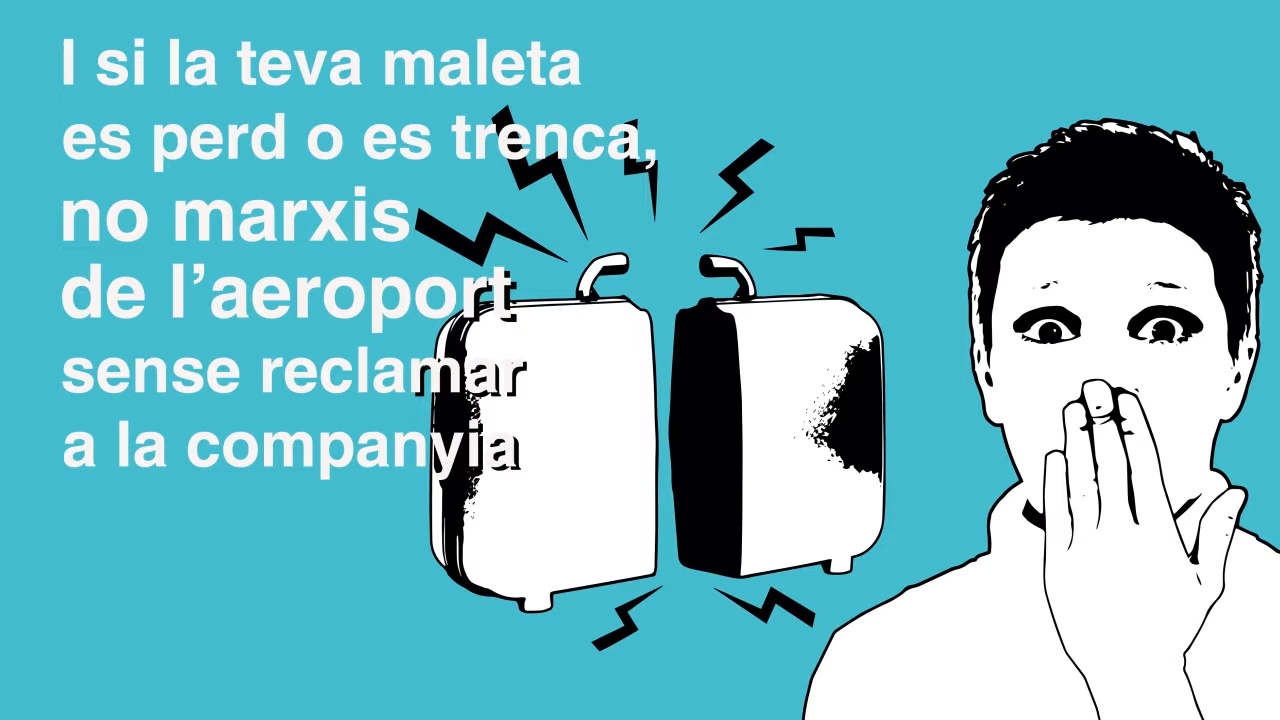 I si la teva maleta
es perd o es trenca,
no marxis
de l’aeroport
sense reclamar
a la companyia